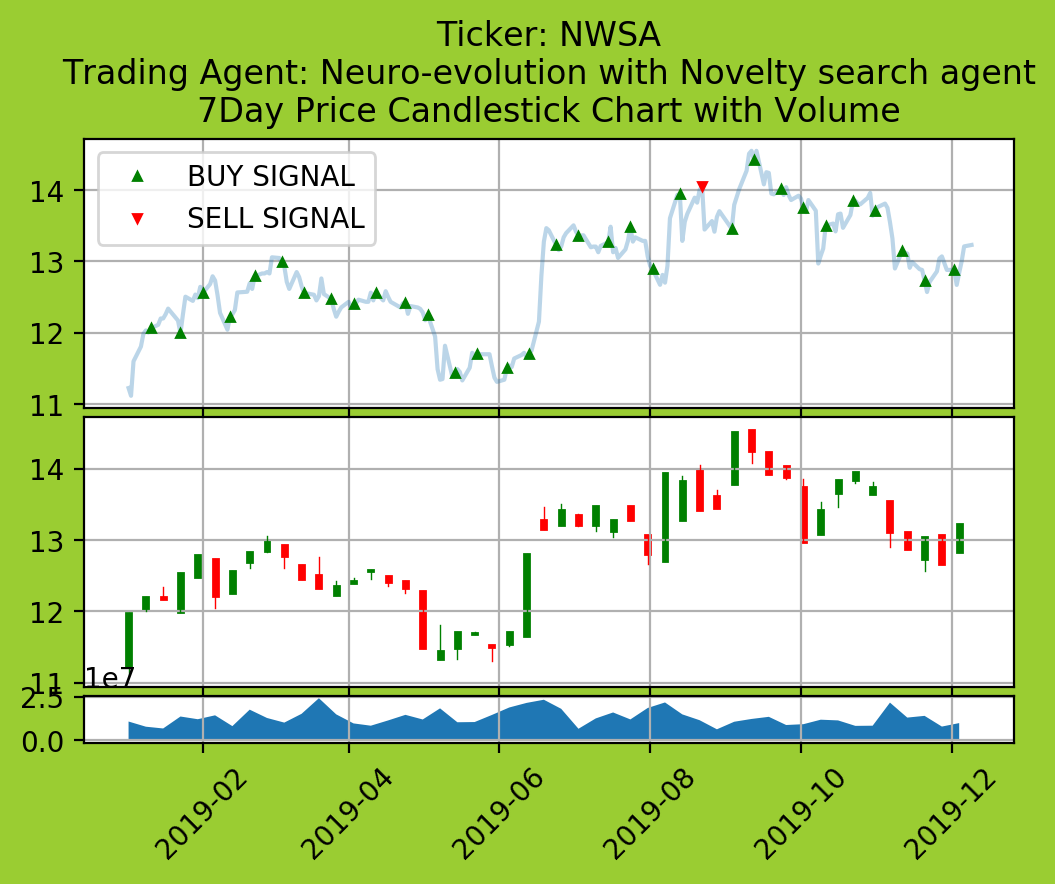 Ticker: NWSA
Trading Agent: Neuro-evolution with Novelty search agent
7Day Price Candlestick Chart with Volume
BUY SIGNAL
SELL SIGNAL
14
13
12
11
14
13
12
11
1e7
2.5
0.0
2019-02
2019-04
2019-06
2019-08
2019-10
2019-12